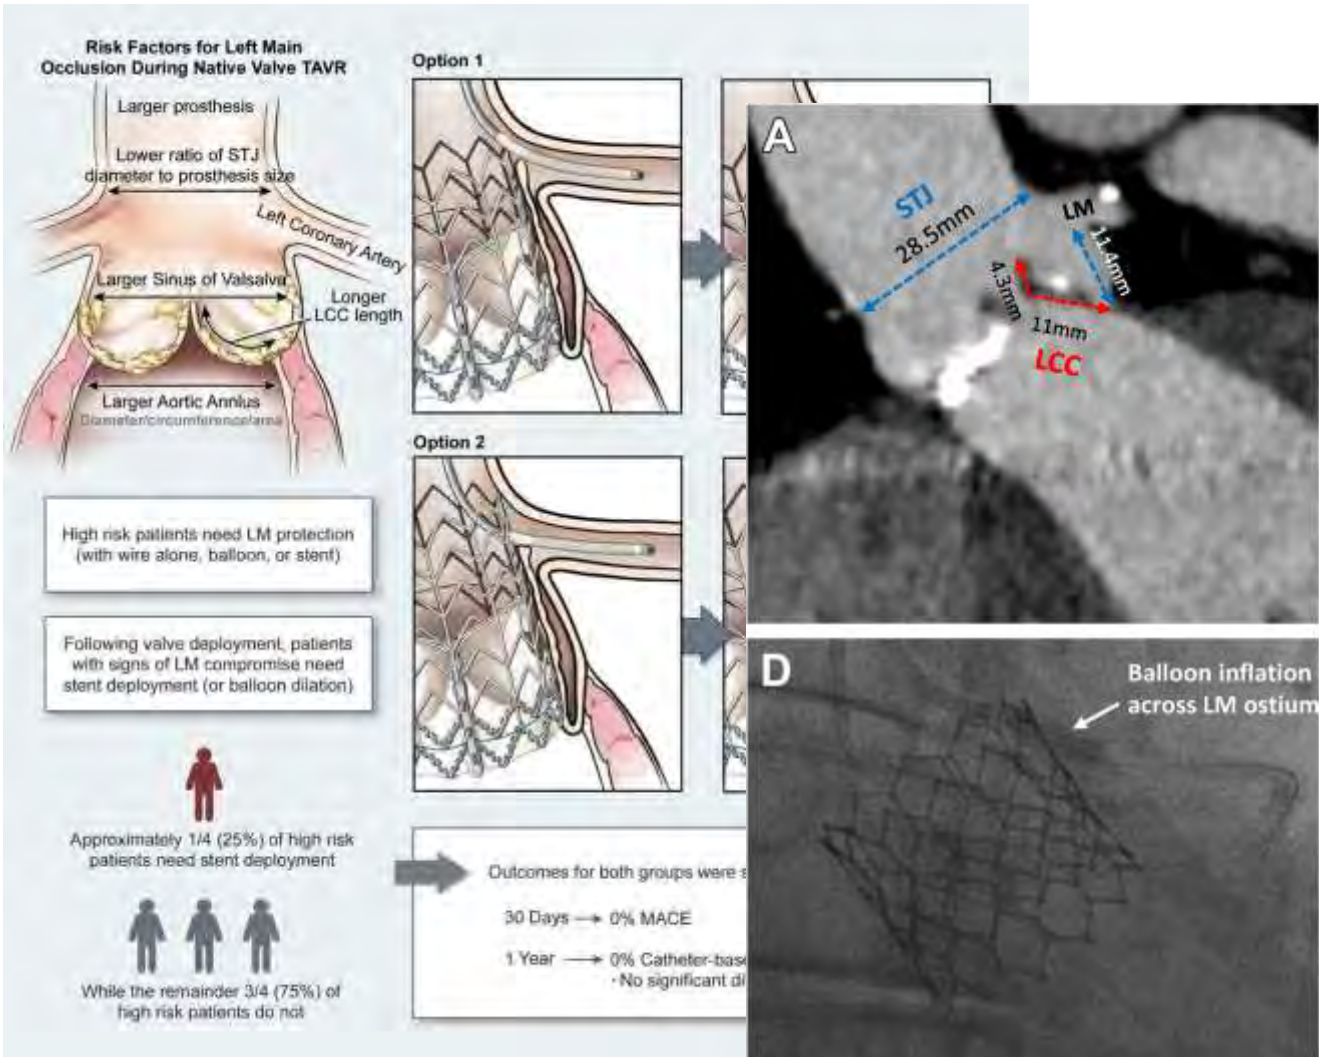 Risk Factors for Left Main
Occlusion During Native Valve TAVR
Larger prosthesis
Lower ratio of STJ
diameter to prosthesis size
Left Coronary Artery
Larger Sinus of Valsalva
Longer
LCC length
Larger Aortic Annlus
Diameter/circumference/area
High risk patients need LM protection
(with wire alone, balloon, or stent)
Following valve deployment, patients
with signs of LM compromise need
stent deployment (or balloon dilation)
Approximately 1/4 (25%) of high risk
patients need stent deployment
While the remainder 3/4 (75%) of
high risk patients do not
Option 1
Option 2
Outcomes for both groups were s
30 Days → 0% MACE
1 Year → 0% Catheter-base
· No significant di
A
STJ
28.5mm
LM
11.4mm
4.3mm
11mm
LCC
D
Balloon inflation
across LM ostium